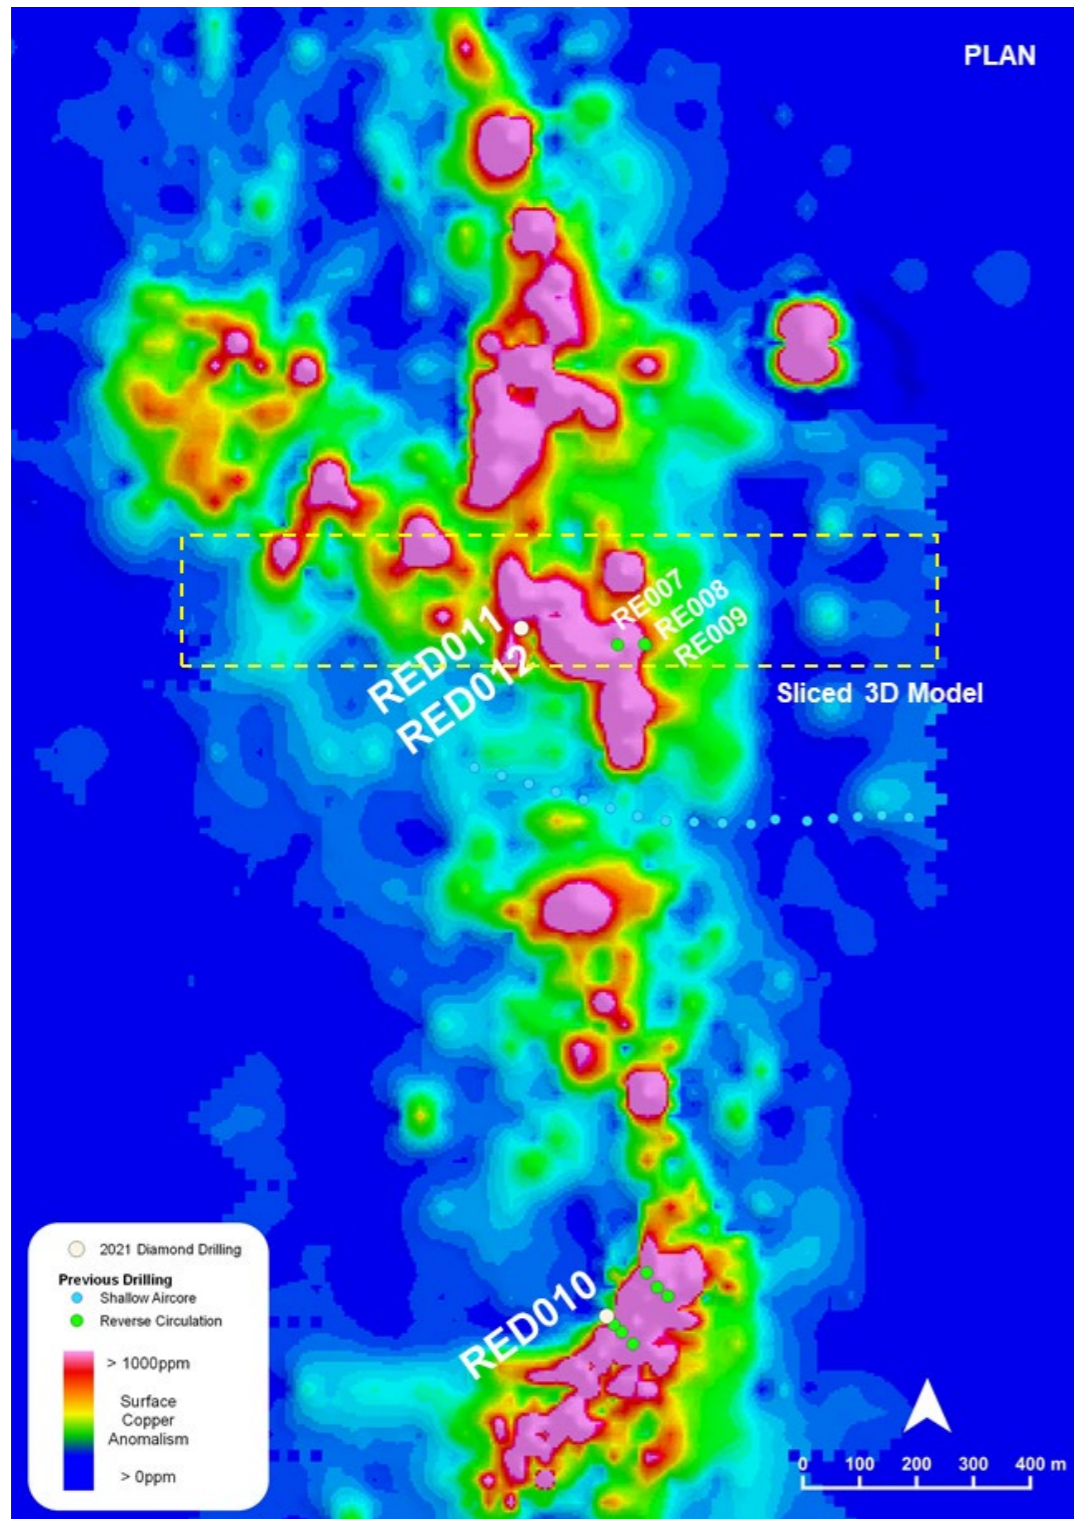 PLAN
RE007
RE008
RE009
RED011
RED012
Sliced 3D Model
RED010
2021 Diamond Drilling
Previous Drilling
Shallow Aircore
Reverse Circulation
> 1000ppm
Surface
Copper
Anomalism
> 0ppm
0 100 200 300 400 m